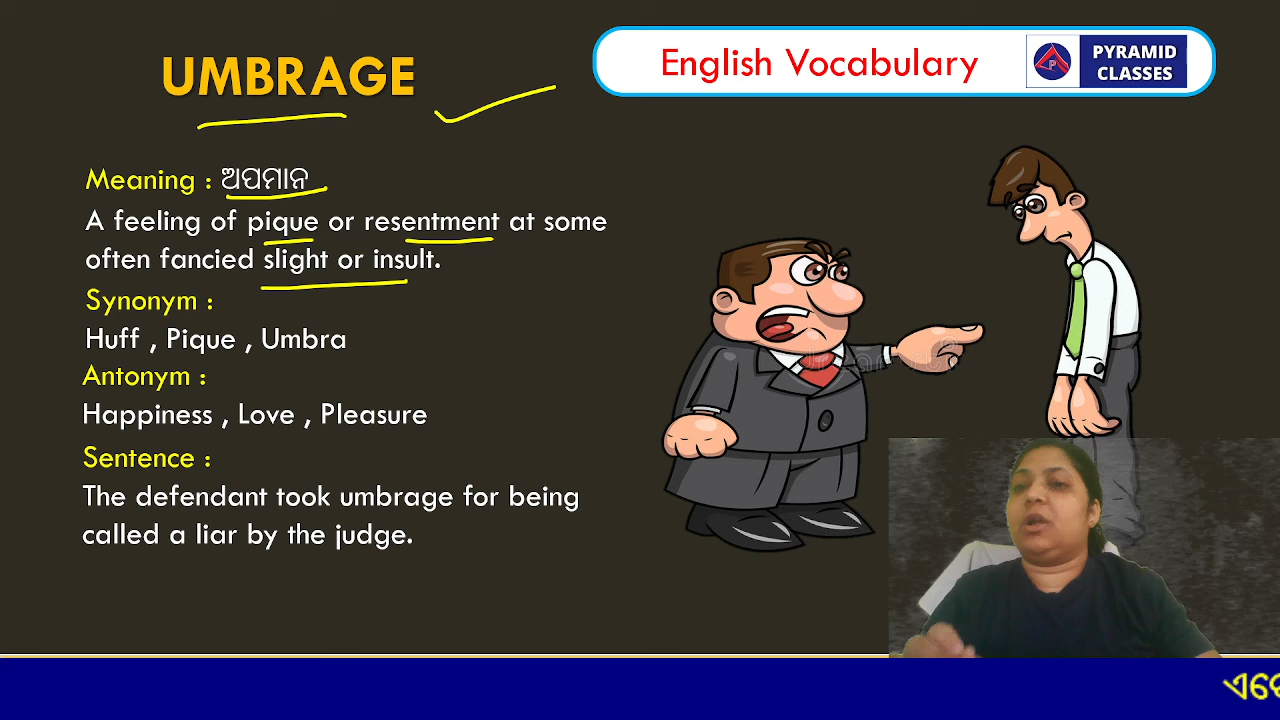 UMBRAGE
English Vocabulary
PYRAMID
CLASSES
Meaning : ଅପମାନ
A feeling of pique or resentment at some
often fancied slight or insult.
Synonym :
Huff , Pique , Umbra
Antonym :
Happiness , Love , Pleasure
Sentence :
The defendant took umbrage for being
called a liar by the judge.